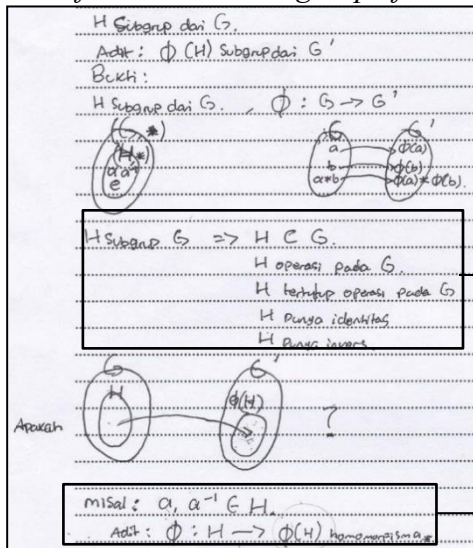 H Subgrup dari G.
Adit : ϕ (H) Subgrup dari G'
Bukti :
H Subgrup dari G. , ϕ : G -> G'
(G, *) G G'
(H *) a ϕ(a)
a a⁻¹ b ϕ(b)
e a*b ϕ(a) * ϕ(b).
H Subgrup G => H ⊂ G.
H operasi pada G.
H tertutup operasi pada G
H Punya identitas
H Punya invers
G G'
H ϕ(H)
Apakah ?
misal : a, a⁻¹ ∈ H.
Adit : ϕ : H -> ϕ(H) homomorpisma